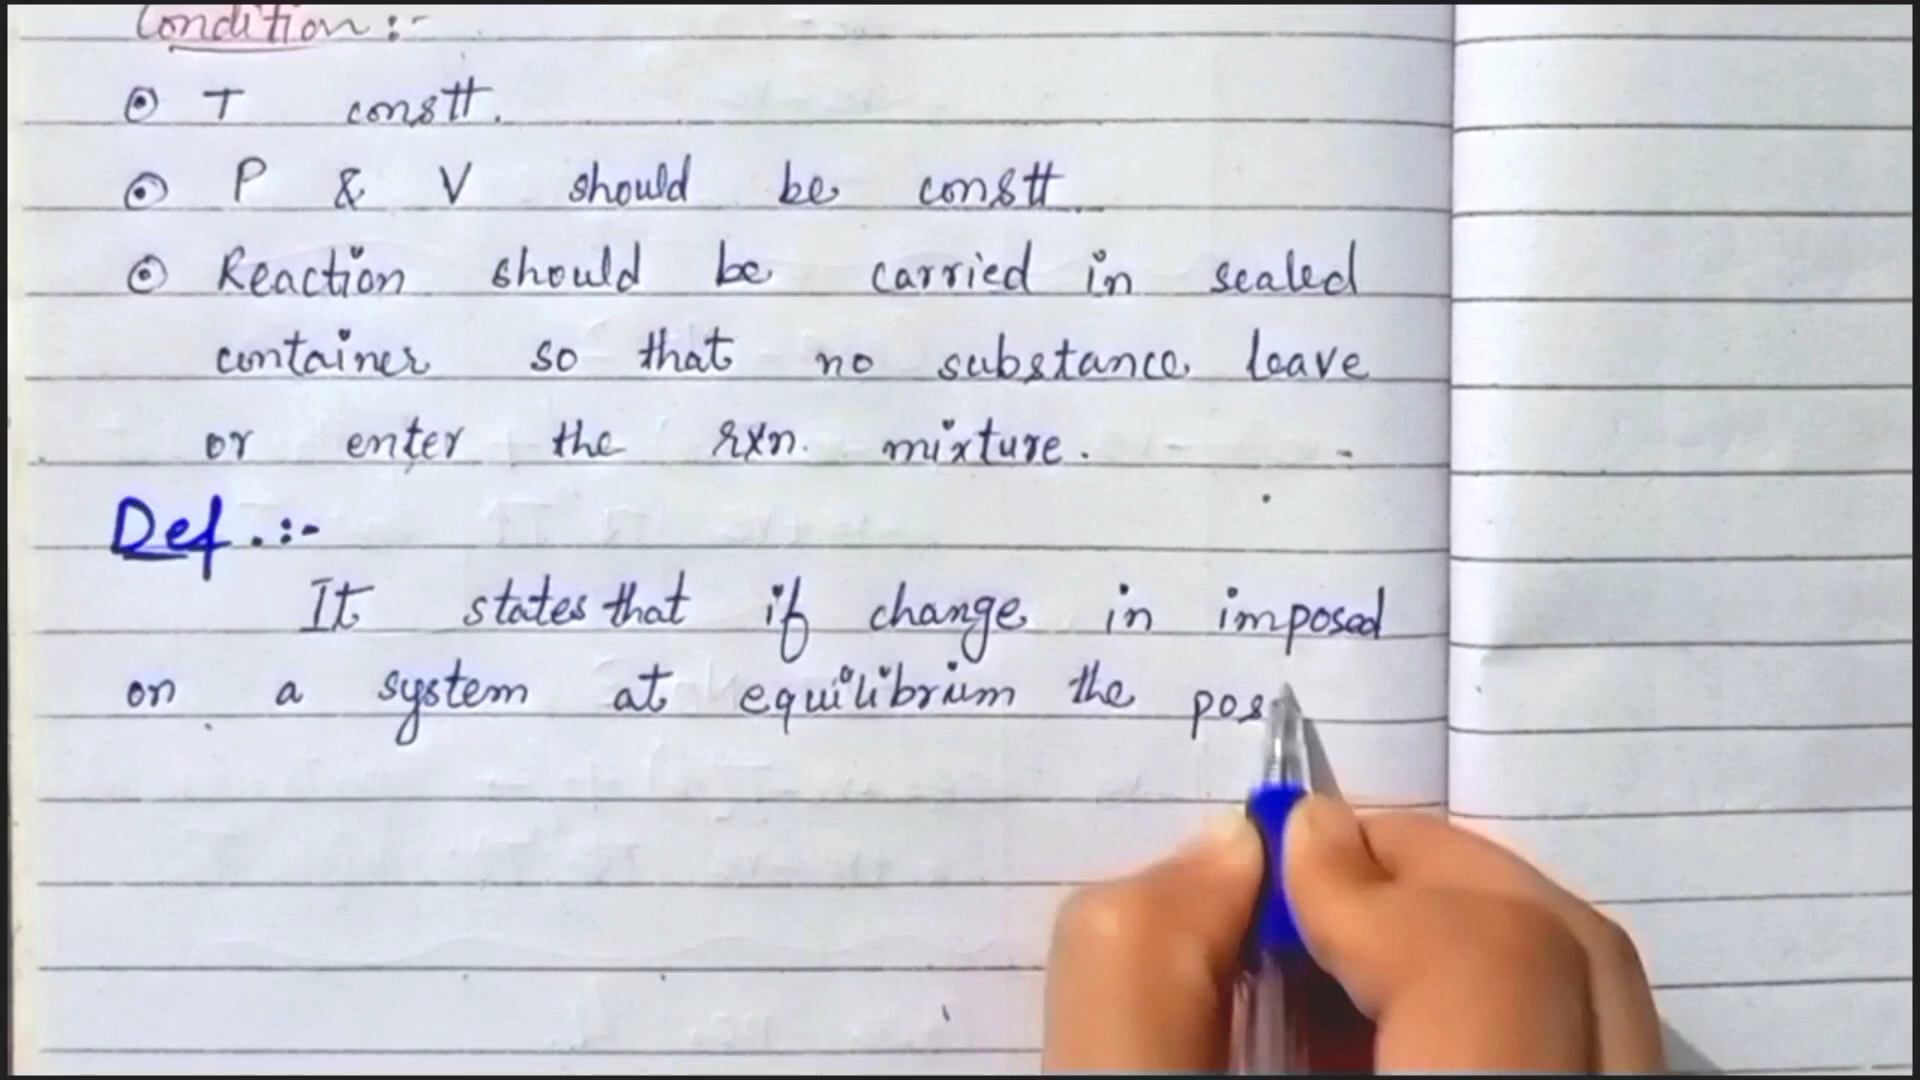 Condition :-
T constt.
P & V should be constt
Reaction should be carried in sealed
container so that no substance leave
or enter the rxn. mixture.
Def. :-
It states that if change in imposed
on a system at equilibrium the pos